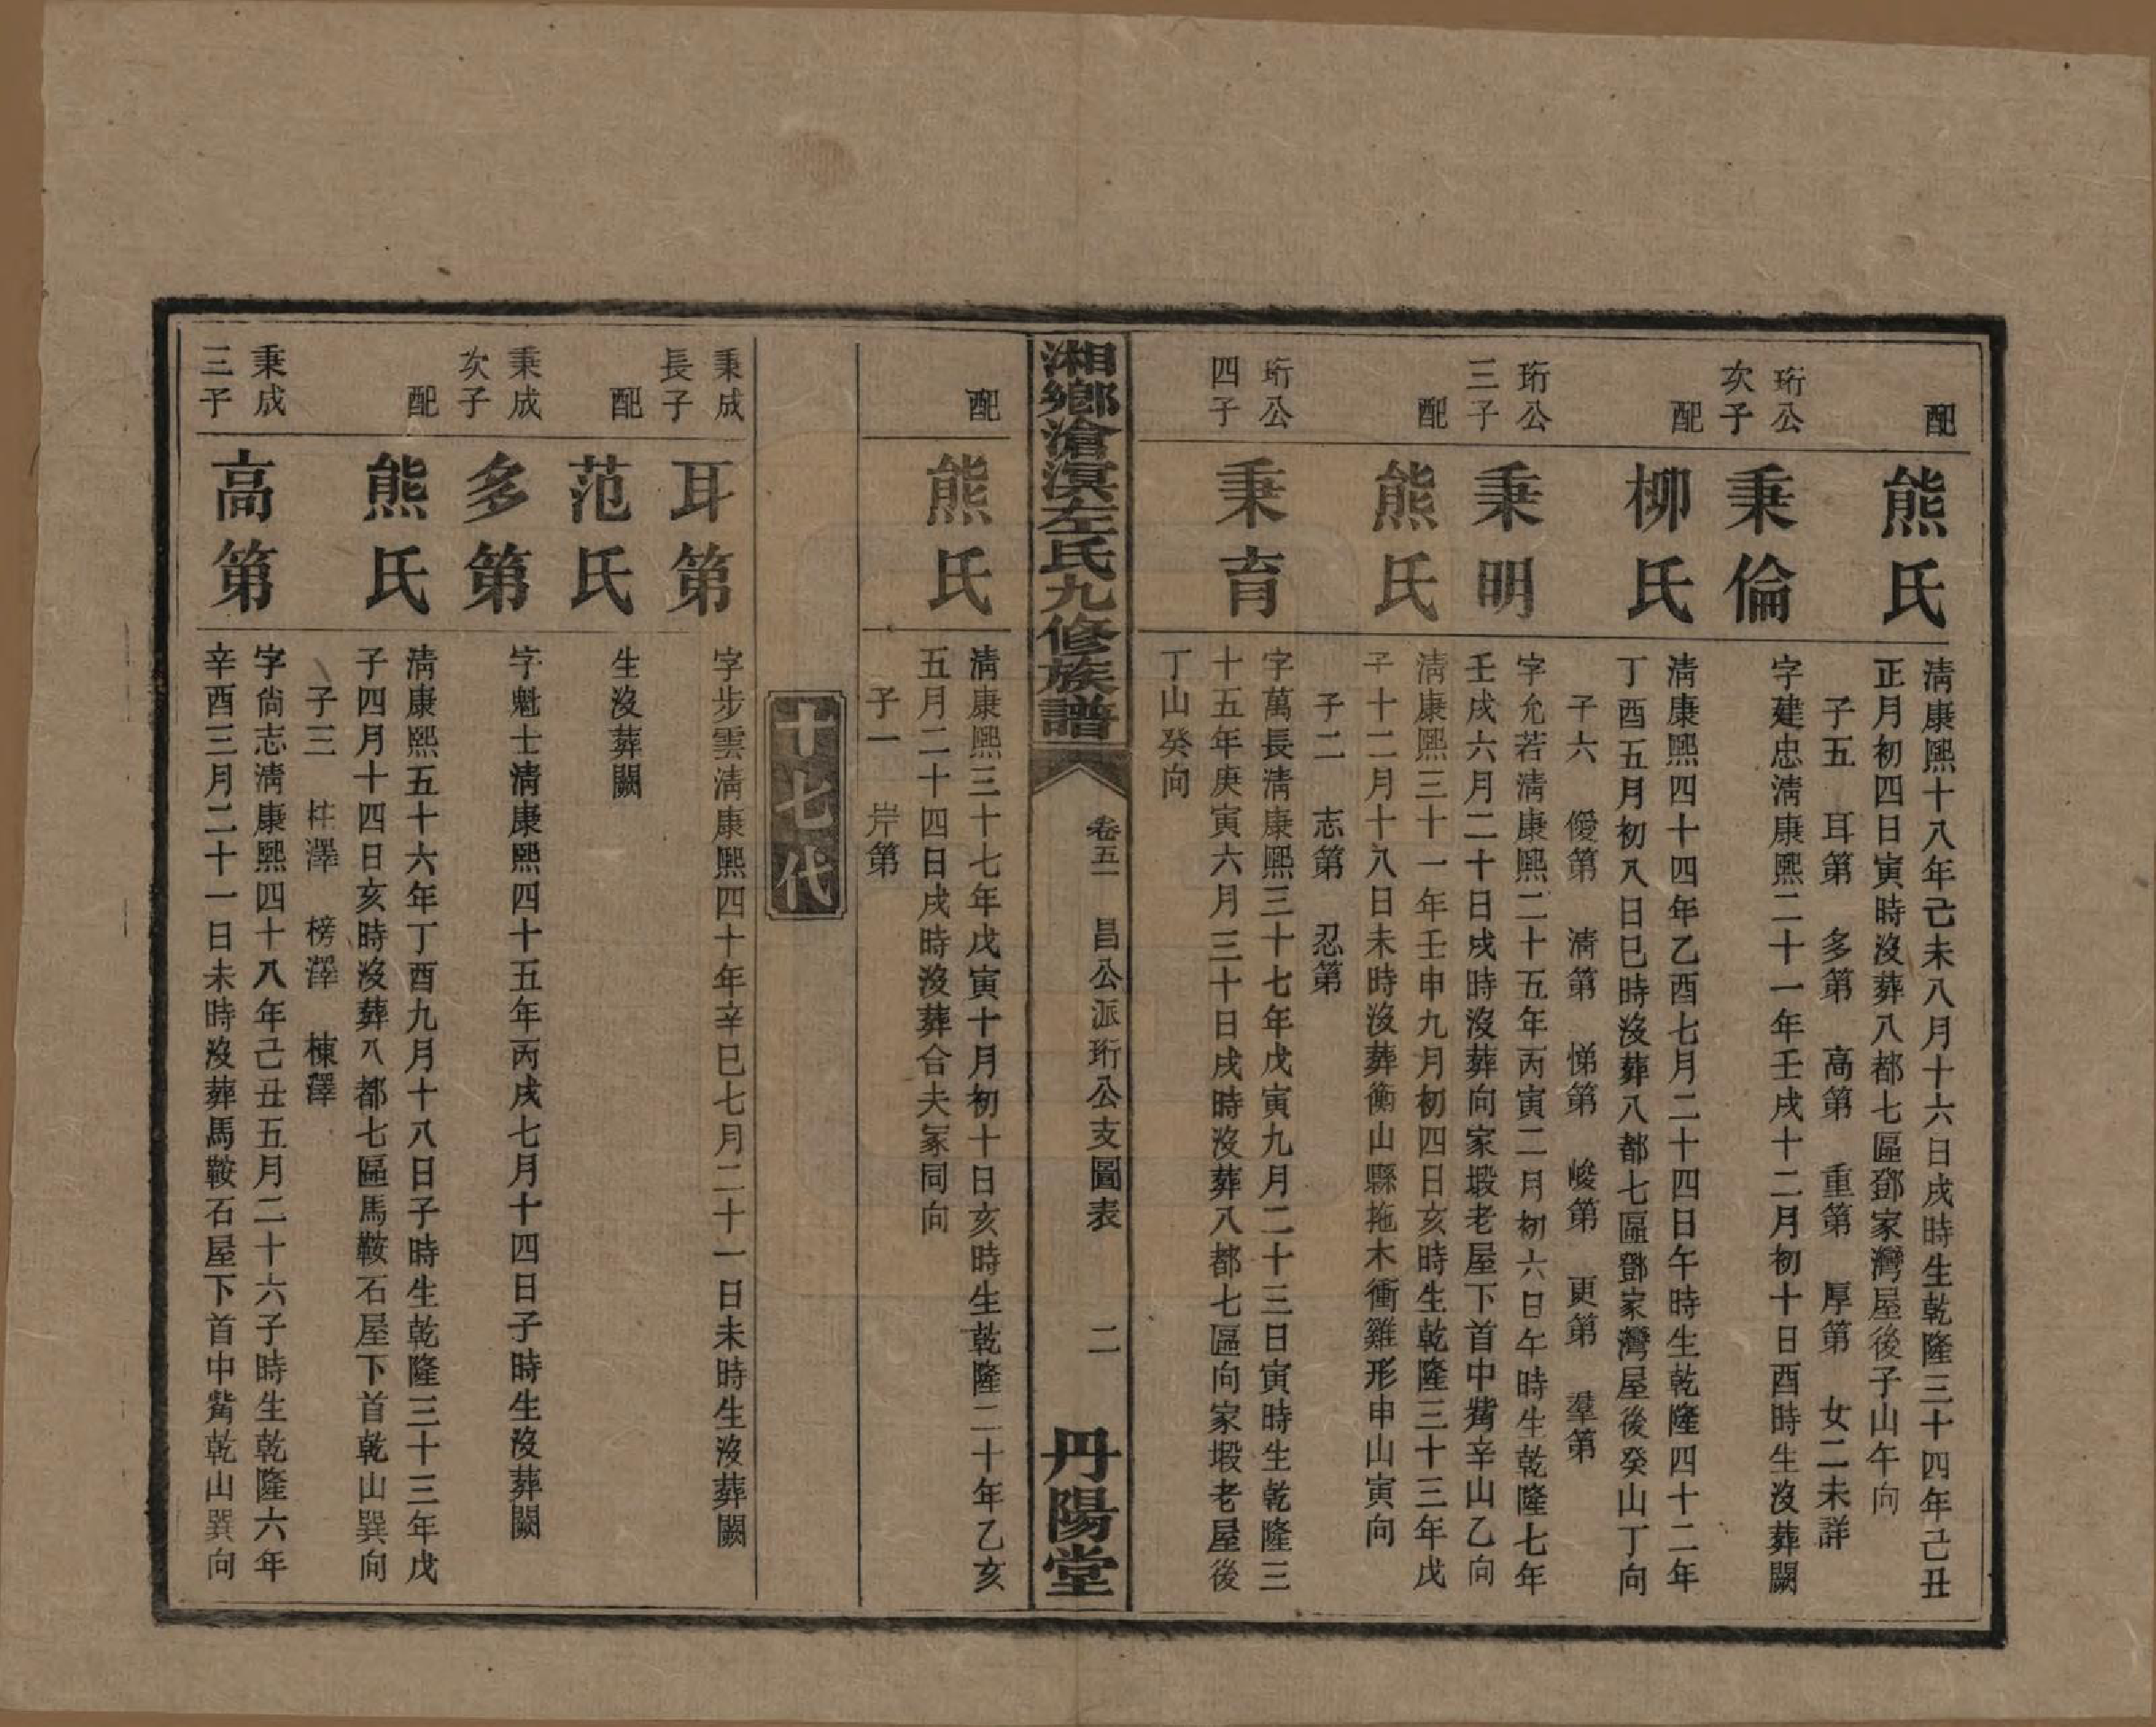 配
熊氏
清康熙十八年己未八月十六日戌時生乾隆三十四年己丑
正月初四日寅時沒葬八都七區鄧家灣屋後子山午向
子五　耳第　多第　高第　重第　厚第　女二未詳
珩公
次子
秉倫
字建忠清康熙二十一年壬戌十二月初十日酉時生沒葬闕
配
柳氏
清康熙四十四年乙酉七月二十四日午時生乾隆四十二年
丁酉五月初八日巳時沒葬八都七區鄧家灣屋後癸山丁向
子六　優第　清第　悌第　峻第　更第　羣第
珩公
三子
秉明
字允若清康熙二十五年丙寅二月初六日午時生乾隆七年
壬戌六月二十日戌時沒葬向家塅老屋下首中觜辛山乙向
配
熊氏
清康熙三十一年壬申九月初四日亥時生乾隆三十三年戊
子十二月十八日未時沒葬衡山縣拖木衝雞形申山寅向
子二　志第　忍第
珩公
四子
秉育
字萬長清康熙三十七年戊寅九月二十三日寅時生乾隆三
十五年庚寅六月三十日戌時沒葬八都七區向家塅老屋後
丁山癸向
湘鄉滄溟左氏九修族譜
卷五　昌公派珩公支圖表　二
丹陽堂
配
熊氏
清康熙三十七年戊寅十月初十日亥時生乾隆二十年乙亥
五月二十四日戌時沒葬合夫冢同向
子一　岸第
十七代
秉成
長子
耳第
字步雲清康熙四十年辛巳七月二十一日未時生沒葬闕
配
范氏
生沒葬闕
秉成
次子
多第
字魁士清康熙四十五年丙戌七月十四日子時生沒葬闕
配
熊氏
清康熙五十六年丁酉九月十八日子時生乾隆三十三年戊
子四月十四日亥時沒葬八都七區馬鞍石屋下首乾山巽向
子三　柱澤　榜澤　棟澤
秉成
三子
高第
字尙志清康熙四十八年己丑五月二十六子時生乾隆六年
辛酉三月二十一日未時沒葬馬鞍石屋下首中觜乾山巽向